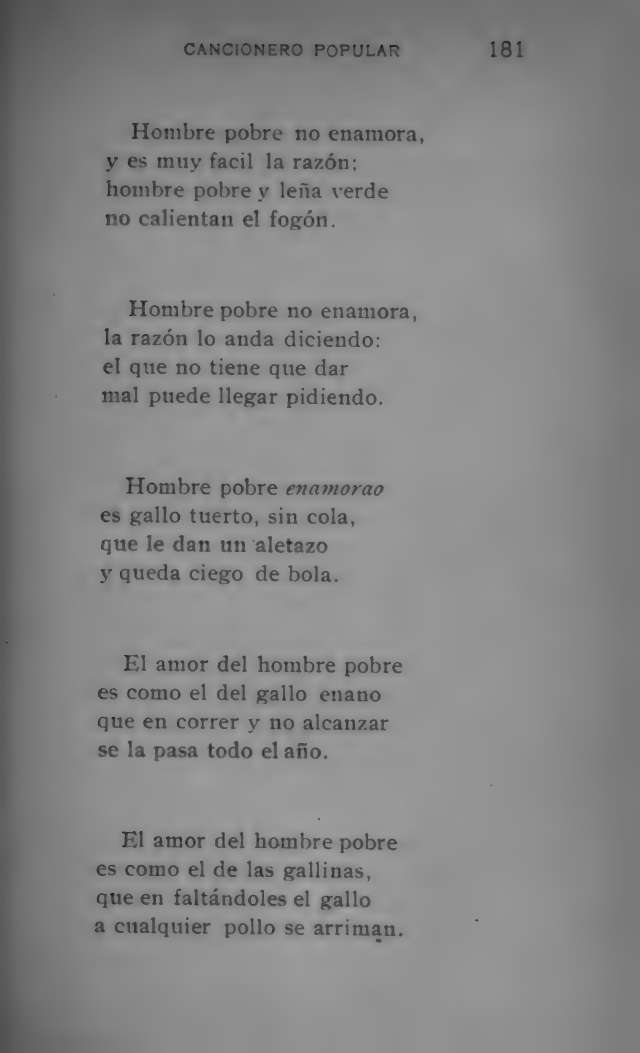 CANCIONERO POPULAR 181
Hombre pobre no enamora,
y es muy facil la razón:
hombre pobre y leña verde
no calientan el fogón.
Hombre pobre no enamora,
la razón lo anda diciendo:
el que no tiene que dar
mal puede llegar pidiendo.
Hombre pobre enamorao
es gallo tuerto, sin cola,
que le dan un aletazo
y queda ciego de bola.
El amor del hombre pobre
es como el del gallo enano
que en correr y no alcanzar
se la pasa todo el año.
El amor del hombre pobre
es como el de las gallinas,
que en faltándoles el gallo
a cualquier pollo se arriman.